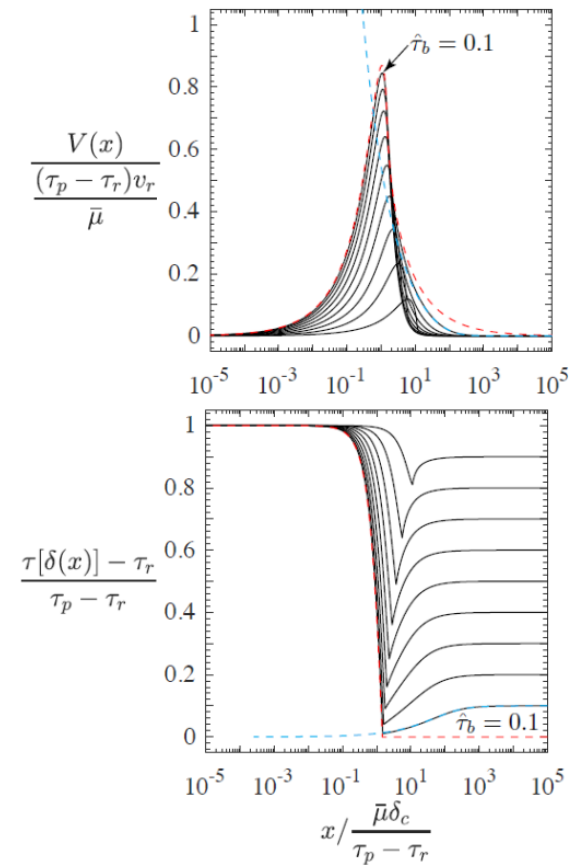 1
τ̂_b = 0.1
0.8
V(x)
0.6
(τ_p − τ_r)v_r
0.4
μ̄
0.2
0
10^-5 10^-3 10^-1 10^1 10^3 10^5
1
0.8
τ[δ(x)] − τ_r
0.6
τ_p − τ_r
0.4
0.2
τ̂_b = 0.1
0
10^-5 10^-3 10^-1 10^1 10^3 10^5
x / μ̄δ_c
τ_p − τ_r